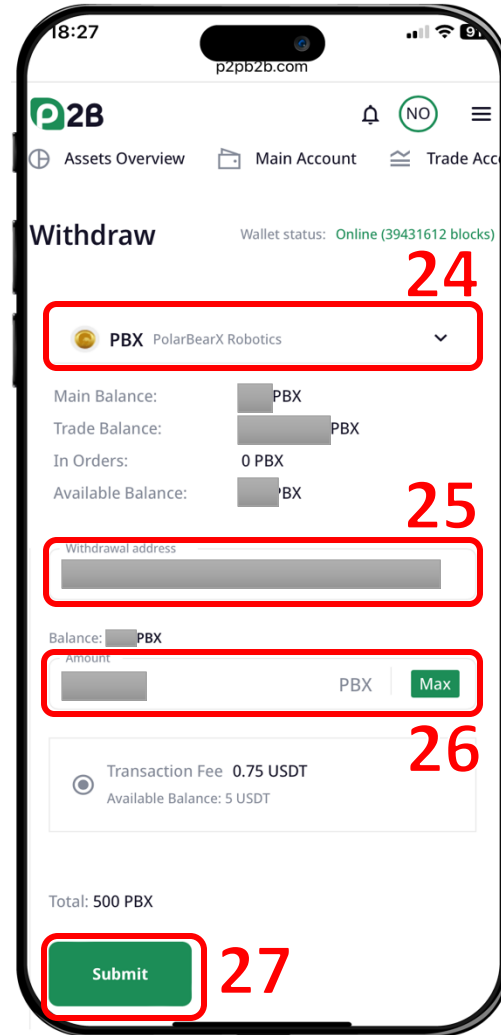 18:27
p2pb2b.com
P2B
NO
Assets Overview Main Account Trade Acc
Withdraw
Wallet status: Online (39431612 blocks)
24
PBX PolarBearX Robotics
Main Balance: PBX
Trade Balance: PBX
In Orders: 0 PBX
Available Balance: PBX
25
Withdrawal address
Balance: PBX
Amount
PBX Max
26
Transaction Fee 0.75 USDT
Available Balance: 5 USDT
Total: 500 PBX
Submit
27